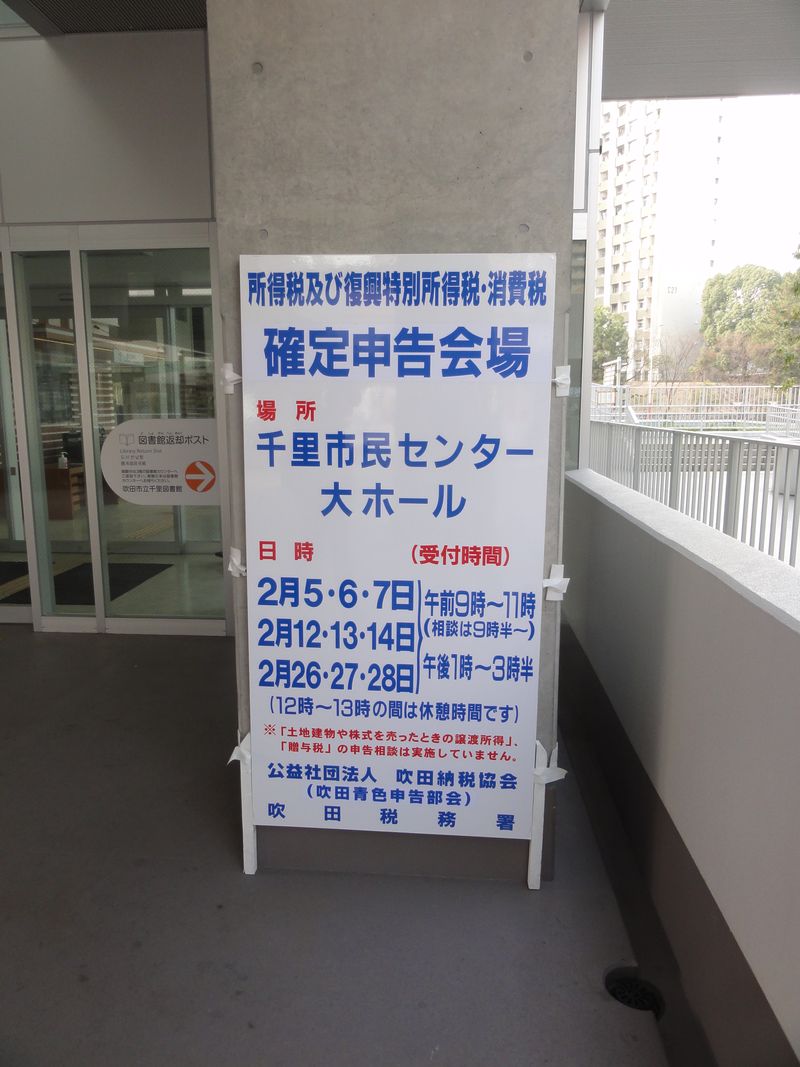 所得税及び復興特別所得税・消費税
確定申告会場
場所
千里市民センター
大ホール
日時 (受付時間)
2月5・6・7日
2月12・13・14日
2月26・27・28日
午前9時～11時
(相談は9時半～)
午後1時～3時半
(12時～13時の間は休憩時間です)
※「土地建物や株式を売ったときの譲渡所得」、
「贈与税」の申告相談は実施していません。
公益社団法人 吹田納税協会
(吹田青色申告部会)
吹田税務署
図書館返却ポスト
Library Return Slot
吹田市立千里図書館
C21